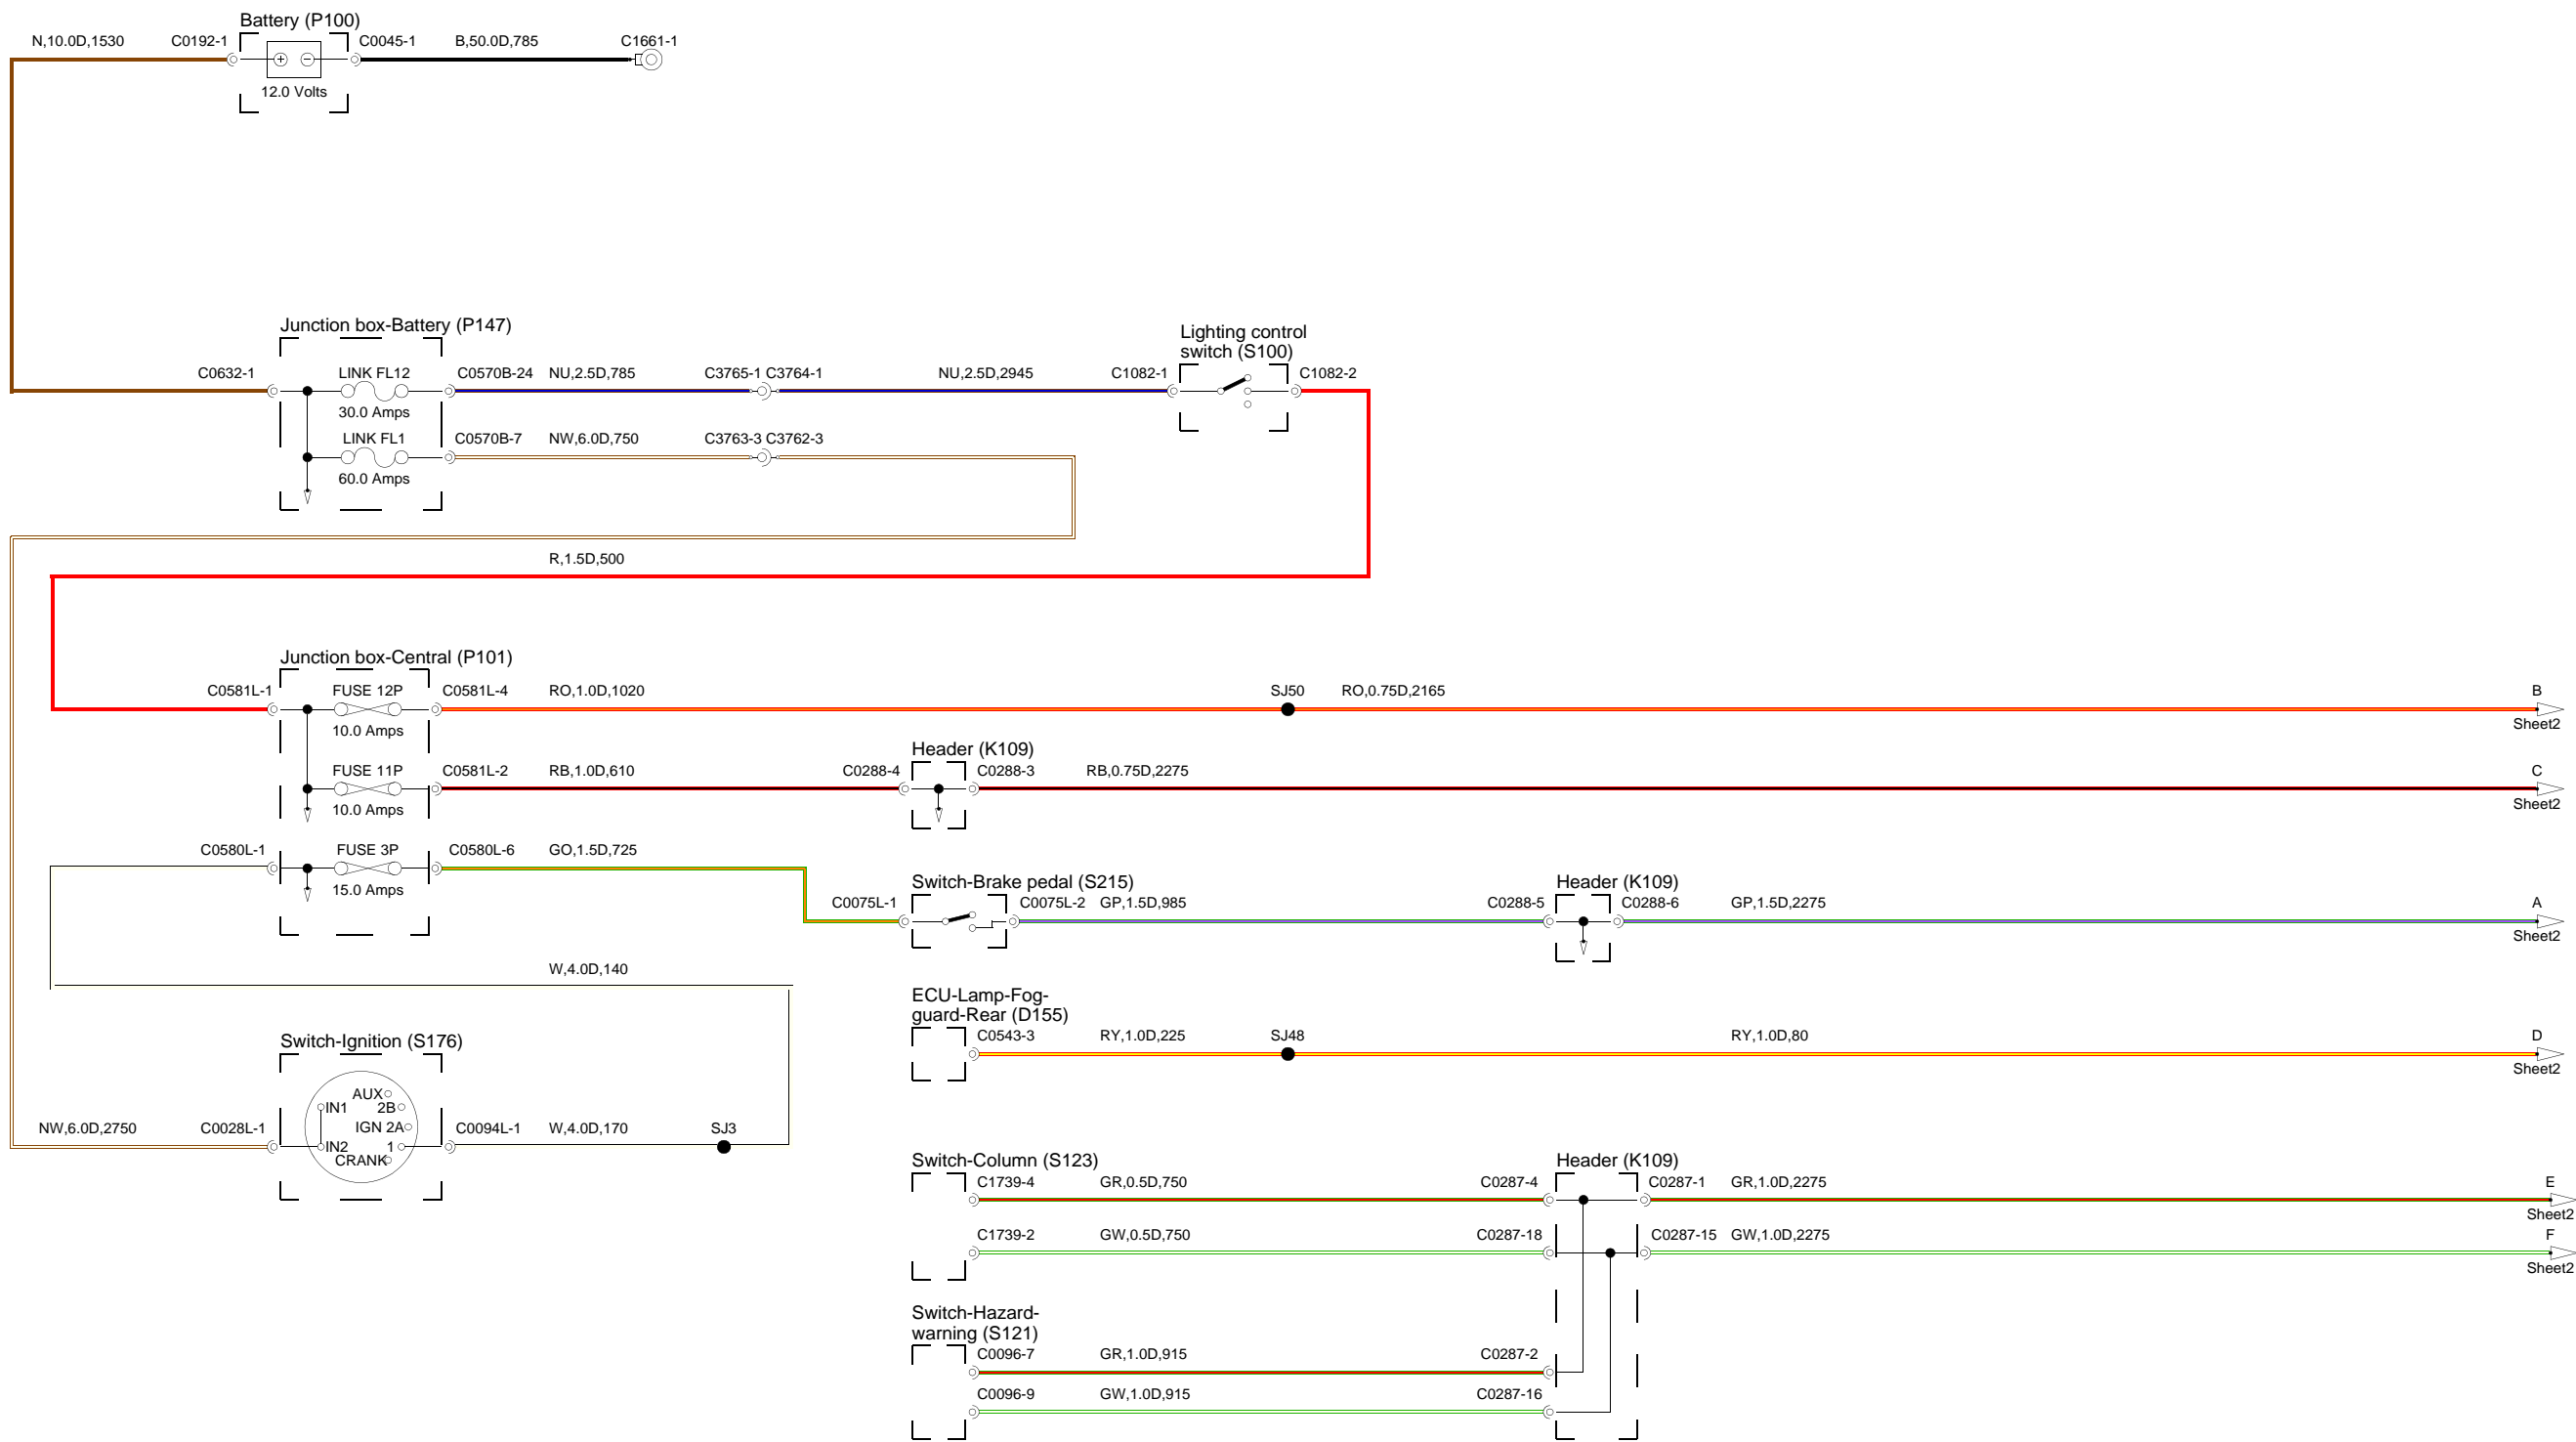 Battery (P100)
N,10.0D,1530 C0192-1 C0045-1 B,50.0D,785 C1661-1
12.0 Volts
Junction box-Battery (P147)
Lighting control
switch (S100)
C0632-1 LINK FL12 C0570B-24 NU,2.5D,785 C3765-1 C3764-1 NU,2.5D,2945 C1082-1 C1082-2
30.0 Amps
LINK FL1 C0570B-7 NW,6.0D,750 C3763-3 C3762-3
60.0 Amps
R,1.5D,500
Junction box-Central (P101)
C0581L-1 FUSE 12P C0581L-4 RO,1.0D,1020 SJ50 RO,0.75D,2165 B
10.0 Amps Sheet2
Header (K109)
FUSE 11P C0581L-2 RB,1.0D,610 C0288-4 C0288-3 RB,0.75D,2275 C
10.0 Amps Sheet2
C0580L-1 FUSE 3P C0580L-6 GO,1.5D,725
15.0 Amps
Switch-Brake pedal (S215) Header (K109)
C0075L-1 C0075L-2 GP,1.5D,985 C0288-5 C0288-6 GP,1.5D,2275 A
Sheet2
W,4.0D,140
ECU-Lamp-Fog-
guard-Rear (D155)
C0543-3 RY,1.0D,225 SJ48 RY,1.0D,80 D
Sheet2
Switch-Ignition (S176)
AUX
IN1 2B
IGN 2A
NW,6.0D,2750 C0028L-1 C0094L-1 W,4.0D,170 SJ3
IN2 1
CRANK
Switch-Column (S123) Header (K109)
C1739-4 GR,0.5D,750 C0287-4 C0287-1 GR,1.0D,2275 E
Sheet2
C1739-2 GW,0.5D,750 C0287-18 C0287-15 GW,1.0D,2275 F
Sheet2
Switch-Hazard-
warning (S121)
C0096-7 GR,1.0D,915 C0287-2
C0096-9 GW,1.0D,915 C0287-16